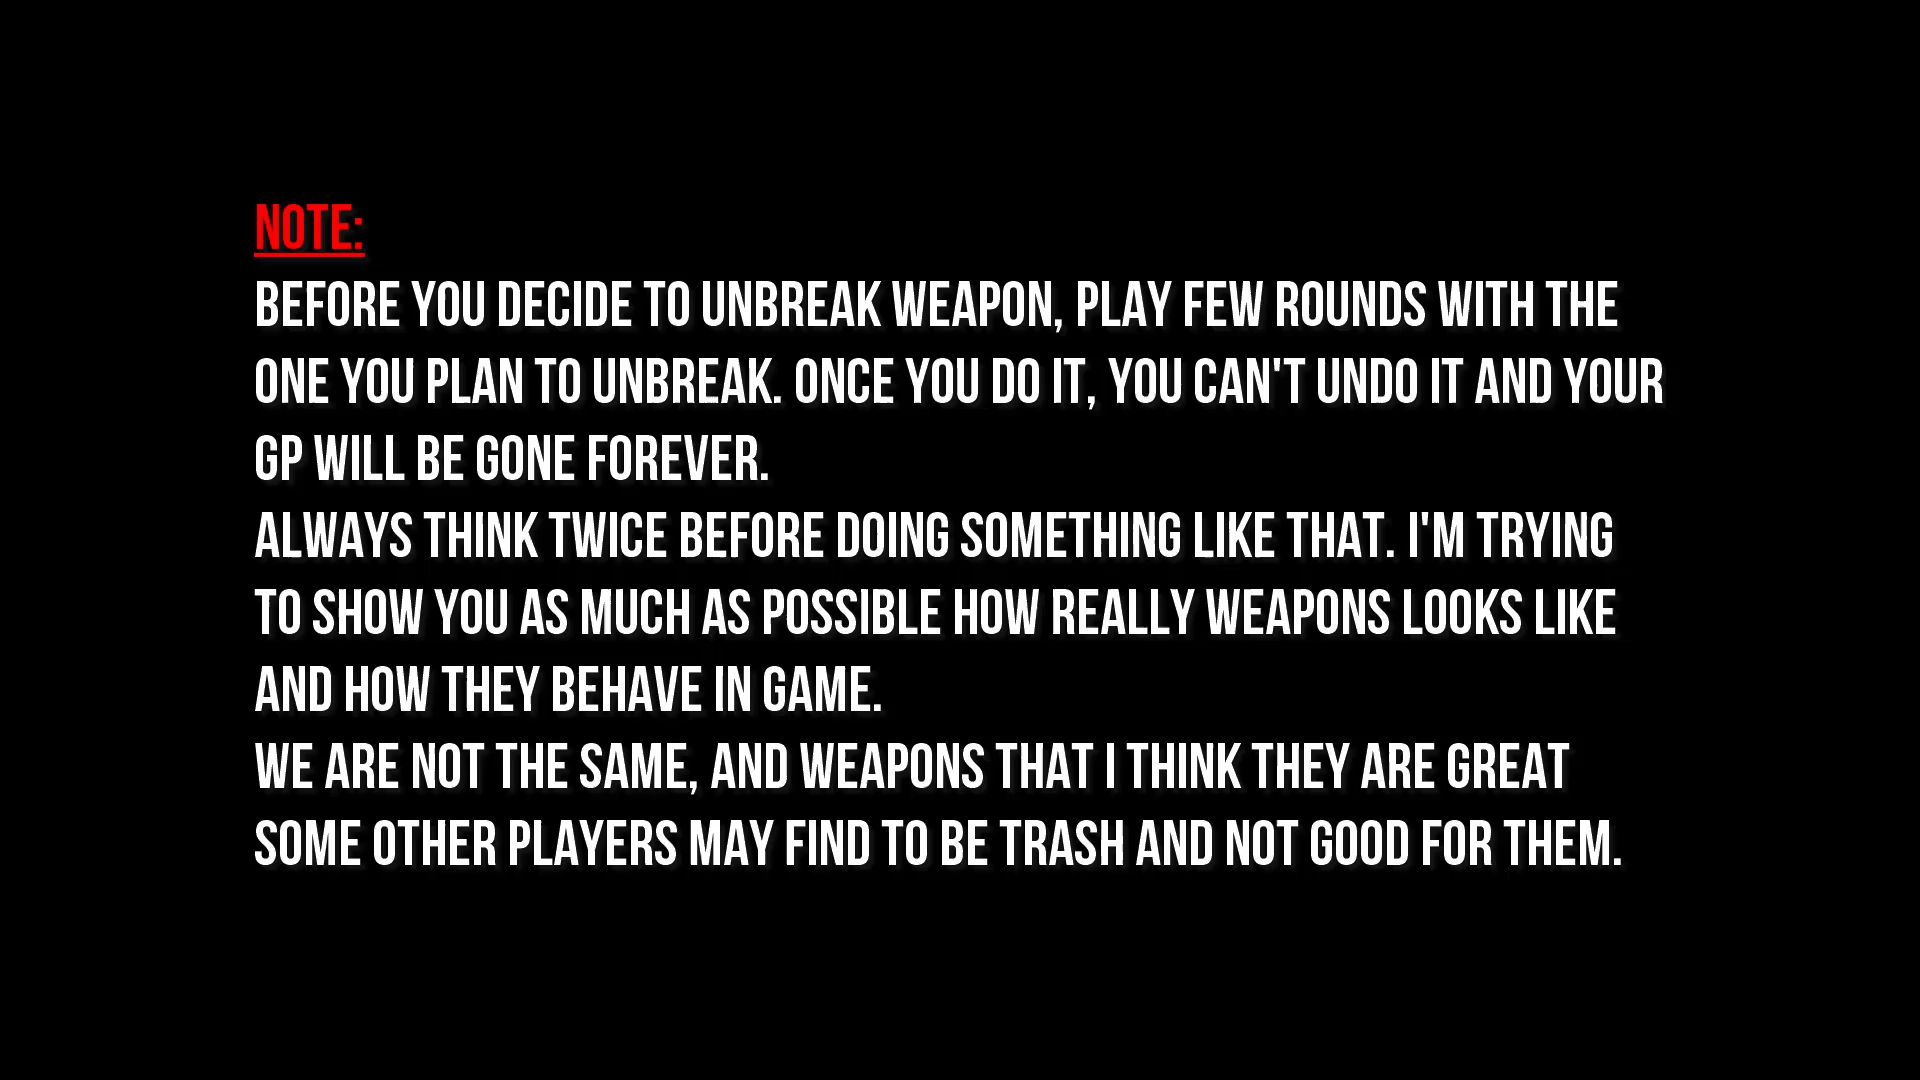 NOTE:
BEFORE YOU DECIDE TO UNBREAK WEAPON, PLAY FEW ROUNDS WITH THE
ONE YOU PLAN TO UNBREAK. ONCE YOU DO IT, YOU CAN'T UNDO IT AND YOUR
GP WILL BE GONE FOREVER.
ALWAYS THINK TWICE BEFORE DOING SOMETHING LIKE THAT. I'M TRYING
TO SHOW YOU AS MUCH AS POSSIBLE HOW REALLY WEAPONS LOOKS LIKE
AND HOW THEY BEHAVE IN GAME.
WE ARE NOT THE SAME, AND WEAPONS THAT I THINK THEY ARE GREAT
SOME OTHER PLAYERS MAY FIND TO BE TRASH AND NOT GOOD FOR THEM.